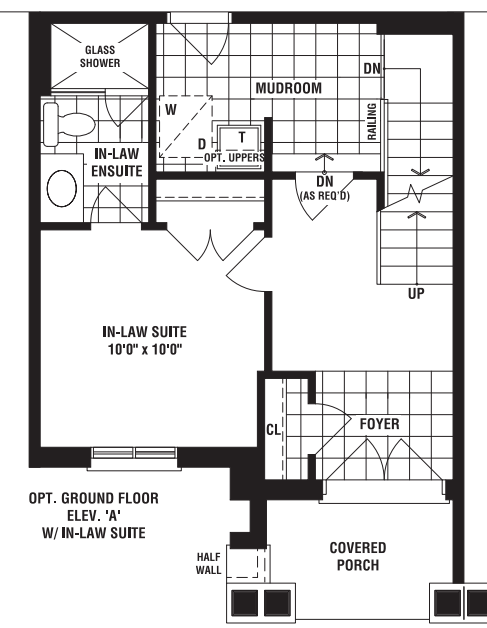 GLASS
SHOWER
DN
MUDROOM
W
RAILING
D
T
OPT. UPPERS
IN-LAW
ENSUITE
DN
(AS REQ'D)
UP
IN-LAW SUITE
10'0" x 10'0"
CL
FOYER
OPT. GROUND FLOOR
ELEV. 'A'
W/ IN-LAW SUITE
HALF
WALL
COVERED
PORCH